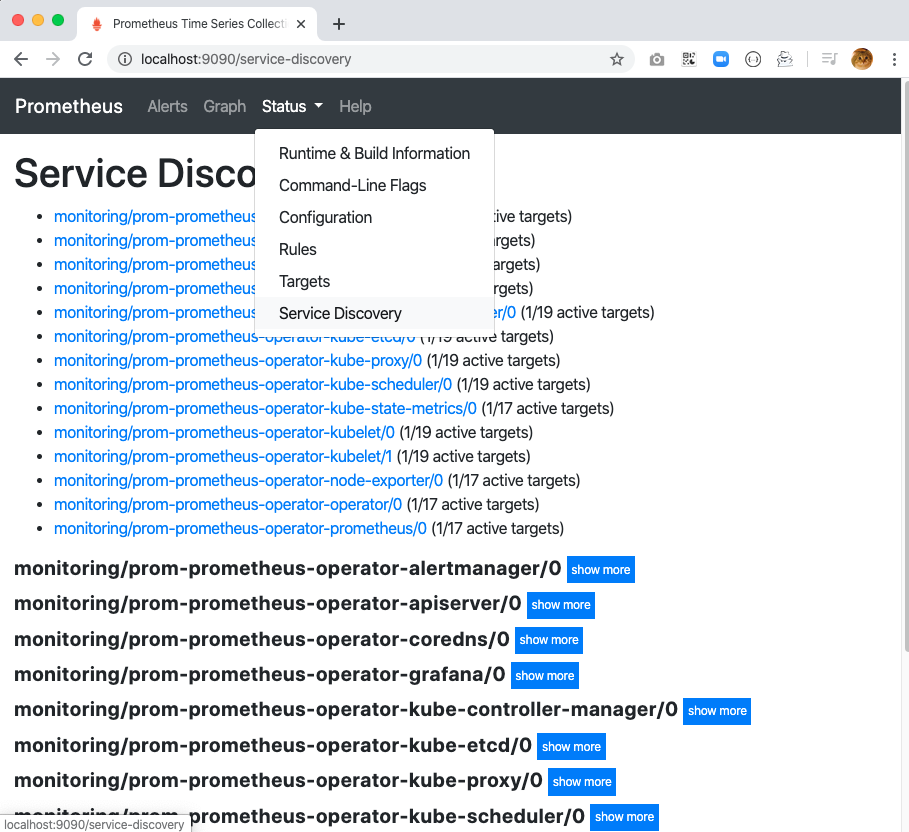 Prometheus Time Series Collecti
localhost:9090/service-discovery
Prometheus Alerts Graph Status Help
Runtime & Build Information
Command-Line Flags
Configuration
Rules
Targets
Service Discovery
Service Disco
monitoring/prom-prometheus targets)
monitoring/prom-prometheus
monitoring/prom-prometheus targets)
monitoring/prom-prometheus
/0 (1/19 active targets)
monitoring/prom-prometheus-operator-kube-etcd/0 (1/19 active targets)
monitoring/prom-prometheus-operator-kube-proxy/0 (1/19 active targets)
monitoring/prom-prometheus-operator-kube-scheduler/0 (1/19 active targets)
monitoring/prom-prometheus-operator-kube-state-metrics/0 (1/17 active targets)
monitoring/prom-prometheus-operator-kubelet/0 (1/19 active targets)
monitoring/prom-prometheus-operator-kubelet/1 (1/19 active targets)
monitoring/prom-prometheus-operator-node-exporter/0 (1/17 active targets)
monitoring/prom-prometheus-operator-operator/0 (1/17 active targets)
monitoring/prom-prometheus-operator-prometheus/0 (1/17 active targets)
monitoring/prom-prometheus-operator-alertmanager/0 show more
monitoring/prom-prometheus-operator-apiserver/0 show more
monitoring/prom-prometheus-operator-coredns/0 show more
monitoring/prom-prometheus-operator-grafana/0 show more
monitoring/prom-prometheus-operator-kube-controller-manager/0 show more
monitoring/prom-prometheus-operator-kube-etcd/0 show more
monitoring/prom-prometheus-operator-kube-proxy/0 show more
monitoring/prom-prometheus-operator-kube-scheduler/0 show more
localhost:9090/service-discovery